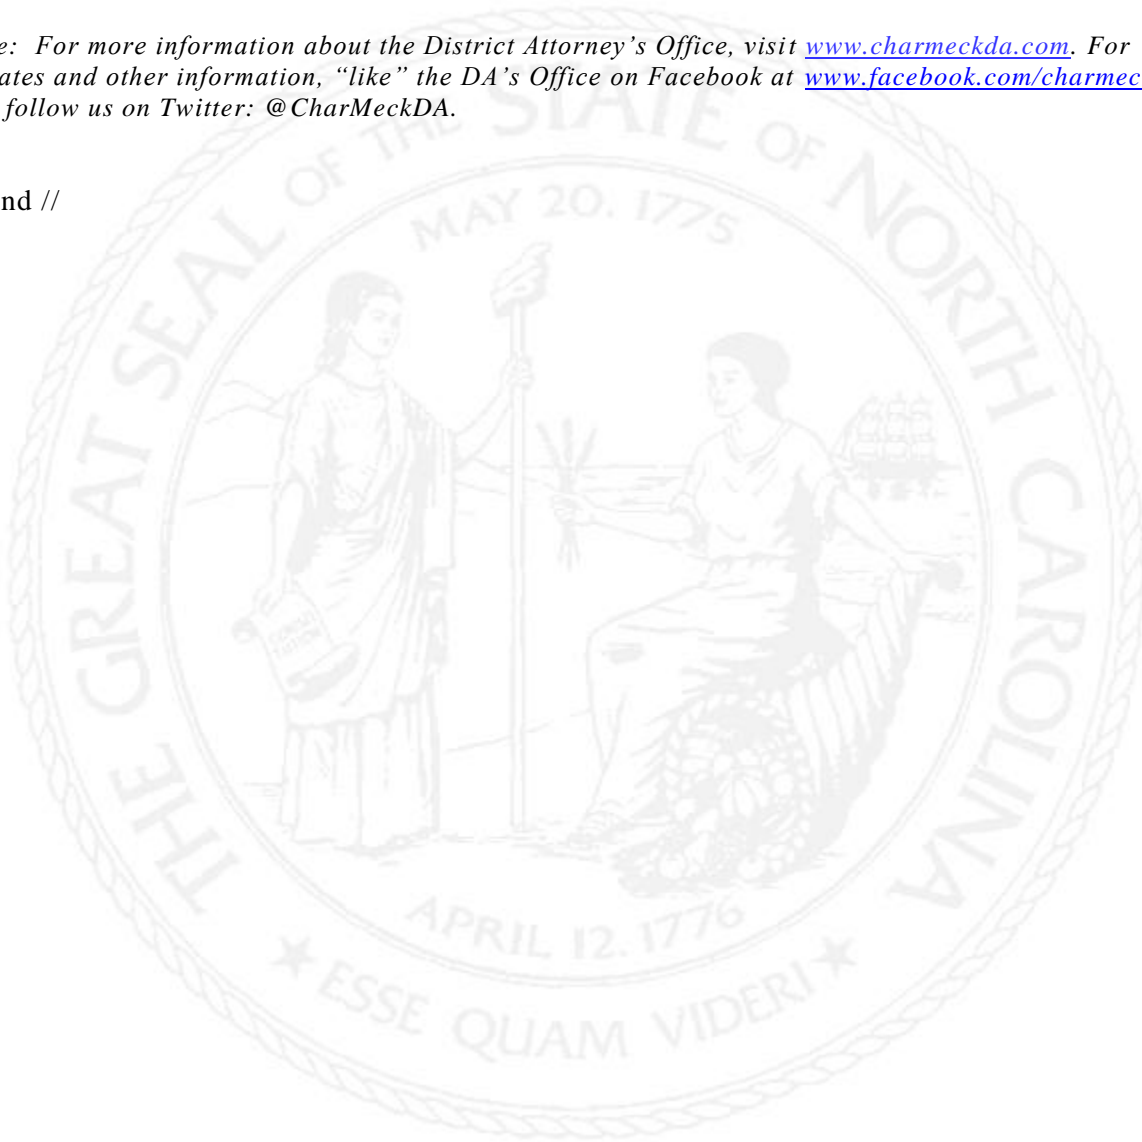 e: For more information about the District Attorney’s Office, visit www.charmeckda.com. For
ates and other information, “like” the DA’s Office on Facebook at www.facebook.com/charmec
follow us on Twitter: @CharMeckDA.
nd //
THE GREAT SEAL OF THE STATE OF NORTH CAROLINA
MAY 20. 1775
APRIL 12. 1776
★ ESSE QUAM VIDERI ★